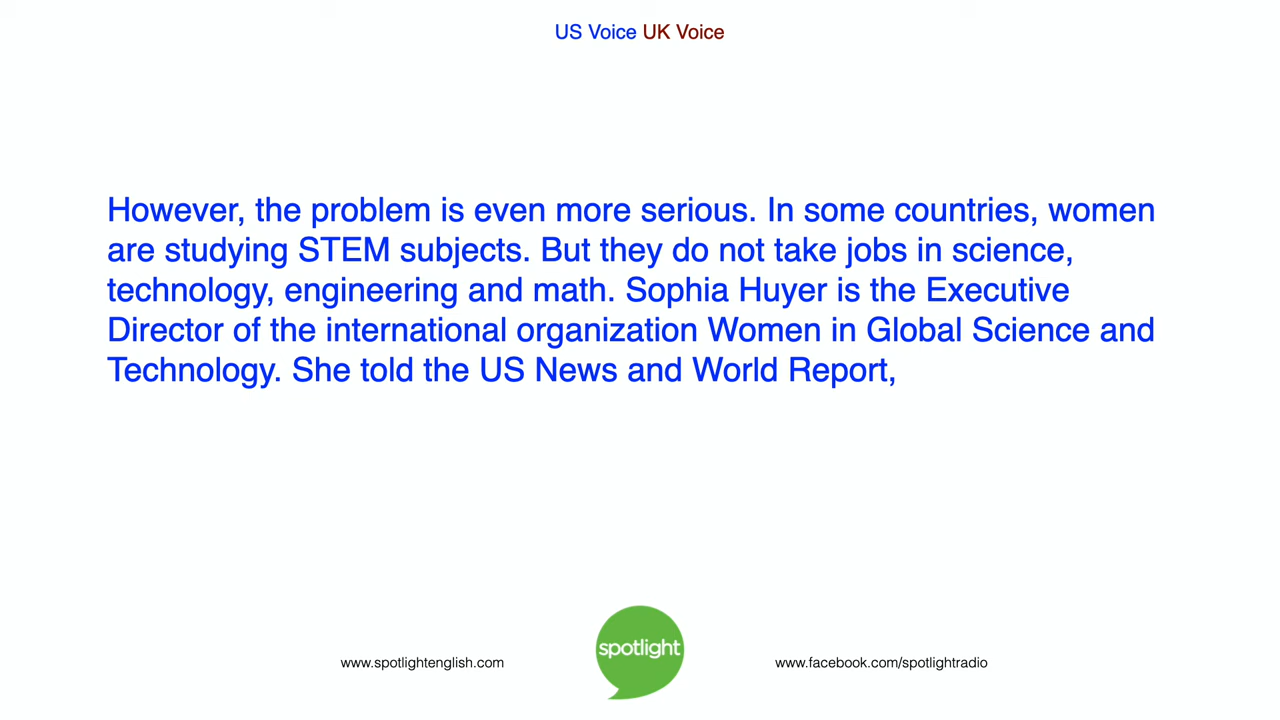 US Voice UK Voice
However, the problem is even more serious. In some countries, women
are studying STEM subjects. But they do not take jobs in science,
technology, engineering and math. Sophia Huyer is the Executive
Director of the international organization Women in Global Science and
Technology. She told the US News and World Report,
spotlight
www.spotlightenglish.com
www.facebook.com/spotlightradio